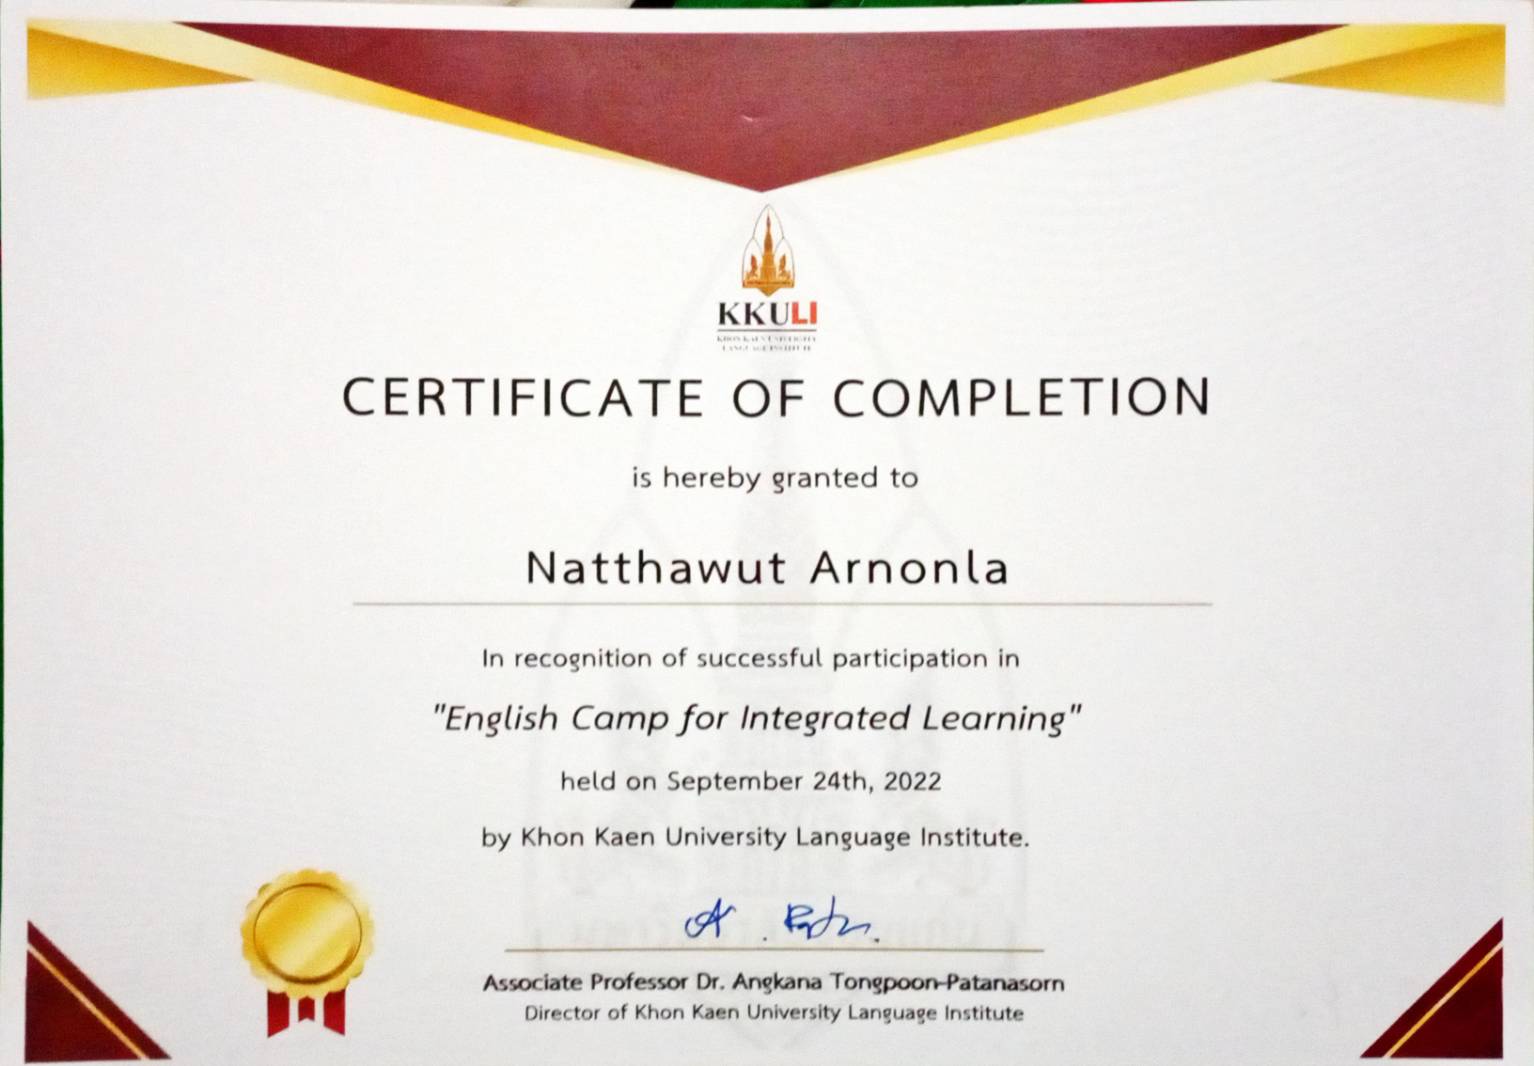 KKULI
KHON KAEN UNIVERSITY
LANGUAGE INSTITUTE
CERTIFICATE OF COMPLETION
is hereby granted to
Natthawut Arnonla
In recognition of successful participation in
"English Camp for Integrated Learning"
held on September 24th, 2022
by Khon Kaen University Language Institute.
Associate Professor Dr. Angkana Tongpoon-Patanasorn
Director of Khon Kaen University Language Institute